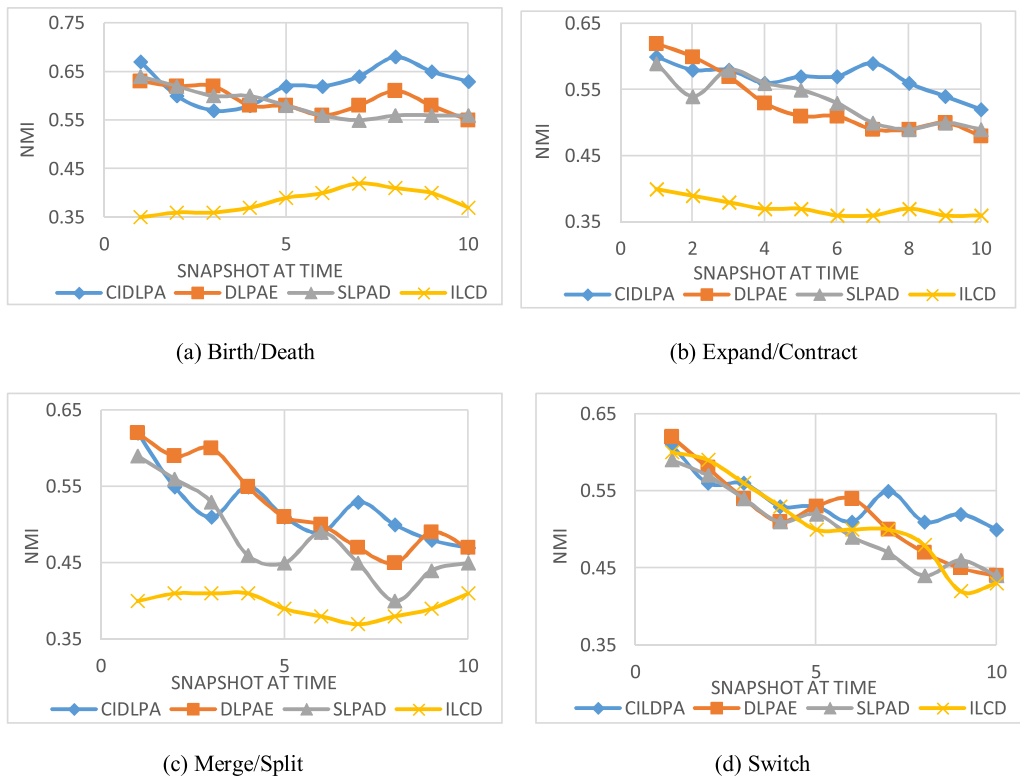 0.75
0.65
0.55
0.45
0.35
NMI
0 5 10
SNAPSHOT AT TIME
CIDLPA DLPAE SLPAD ILCD
(a) Birth/Death
0.65
0.55
0.45
0.35
NMI
0 2 4 6 8 10
SNAPSHOT AT TIME
CIDLPA DLPAE SLPAD ILCD
(b) Expand/Contract
0.65
0.55
0.45
0.35
NMI
0 5 10
SNAPSHOT AT TIME
CIDLPA DLPAE SLPAD ILCD
(c) Merge/Split
0.65
0.55
0.45
0.35
NMI
0 5 10
SNAPSHOT AT TIME
CILDPA DLPAE SLPAD ILCD
(d) Switch